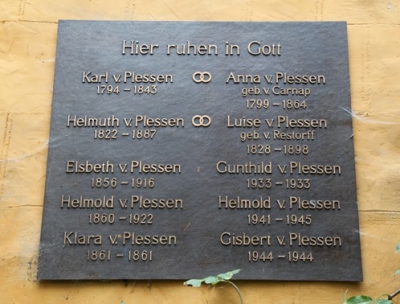 Hier ruhen in Gott
Karl v. Plessen ⚭ Anna v. Plessen
1794 – 1843 geb. v. Carnap
1799 – 1864
Helmuth v. Plessen ⚭ Luise v. Plessen
1822 – 1887 geb. v. Restorff
1828 – 1898
Elsbeth v. Plessen Gunthild v. Plessen
1856 – 1916 1933 – 1933
Helmold v. Plessen Helmold v. Plessen
1860 – 1922 1941 – 1945
Klara v. Plessen Gisbert v. Plessen
1861 – 1861 1944 – 1944